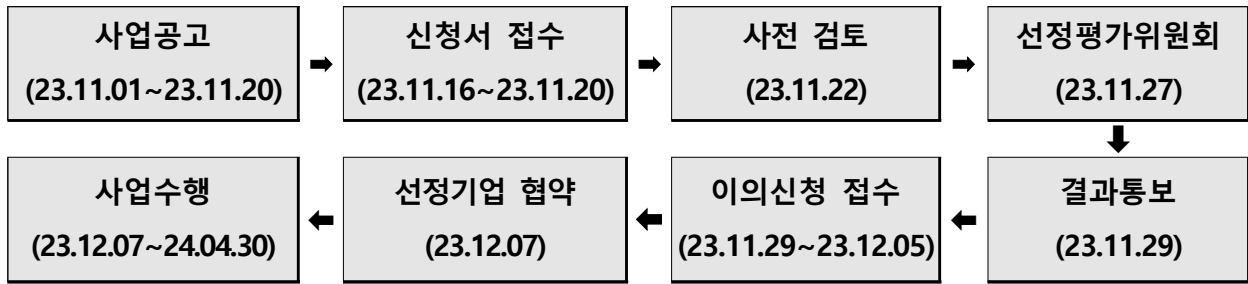 사업공고
(23.11.01~23.11.20)
신청서 접수
(23.11.16~23.11.20)
사전 검토
(23.11.22)
선정평가위원회
(23.11.27)
결과통보
(23.11.29)
이의신청 접수
(23.11.29~23.12.05)
선정기업 협약
(23.12.07)
사업수행
(23.12.07~24.04.30)